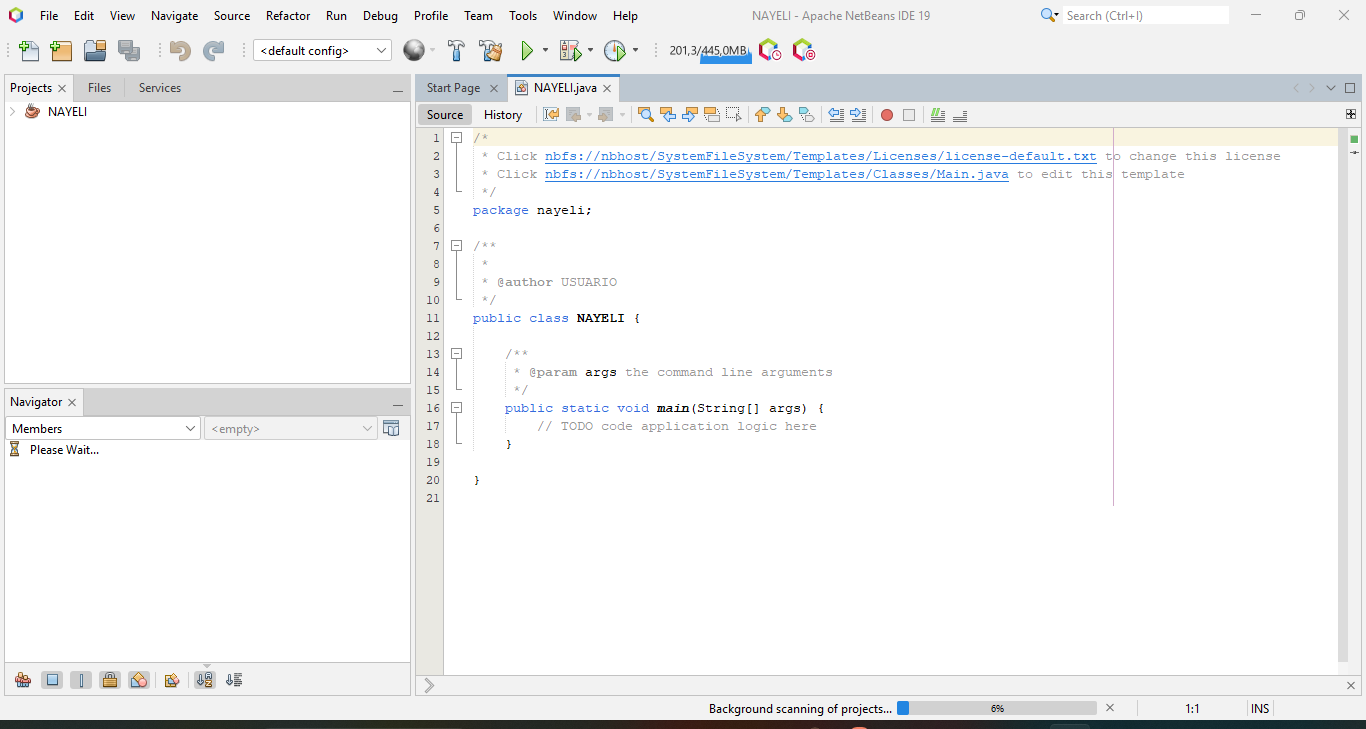 File Edit View Navigate Source Refactor Run Debug Profile Team Tools Window Help NAYELI - Apache NetBeans IDE 19 Search (Ctrl+I)
<default config> 201,3/445,0MB
Projects Files Services
NAYELI
Start Page NAYELI.java
Source History
1 /*
2 * Click nbfs://nbhost/SystemFileSystem/Templates/Licenses/license-default.txt to change this license
3 * Click nbfs://nbhost/SystemFileSystem/Templates/Classes/Main.java to edit this template
4 */
5 package nayeli;
6
7 /**
8 *
9 * @author USUARIO
10 */
11 public class NAYELI {
12
13 /**
14 * @param args the command line arguments
15 */
16 public static void main(String[] args) {
17 // TODO code application logic here
18 }
19
20 }
21
Navigator
Members <empty>
Please Wait...
Background scanning of projects... 6% 1:1 INS